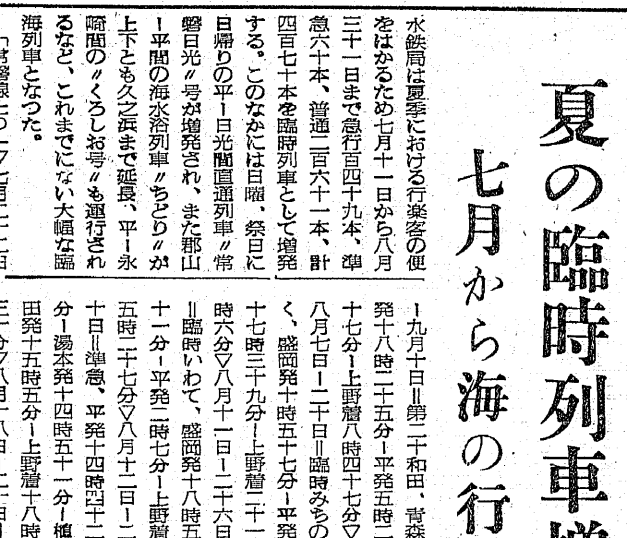 夏の臨時列車増
七月から海の行
水鉄局は夏季における行楽客の便
をはかるため七月十一日から八月
三十一日まで急行百四十九本、準
急六十本、普通二百六十一本、計
四百七十本を臨時列車として増発
する。このなかには日曜、祭日に
日帰りの平ー日光間直通列車〃常
磐日光〃号が増発され、また郡山
ー平間の海水浴列車〃ちどり〃が
上下とも久之浜まで延長、平ー永
崎間の〃くろしお号〃も運行され
るなど、これまでにない大幅な臨
海列車となつた。
ー九月十日＝第二十和田、青森
発十八時二十五分ー平発五時二
十七分ー上野着八時四十七分▽
八月七日ー二十日＝臨時みちの
く、盛岡発十時五十七分ー平発
十七時三十九分ー上野着二十一
時六分▽八月十一日ー二十六日
＝臨時いわて、盛岡発十八時五
十一分ー平発二時七分ー上野着
五時二十七分▽八月十二日ー二
十日＝準急、平発十四時四十二
分ー湯本発十四時五十一分ー植
田発十五時五分ー上野着十八時